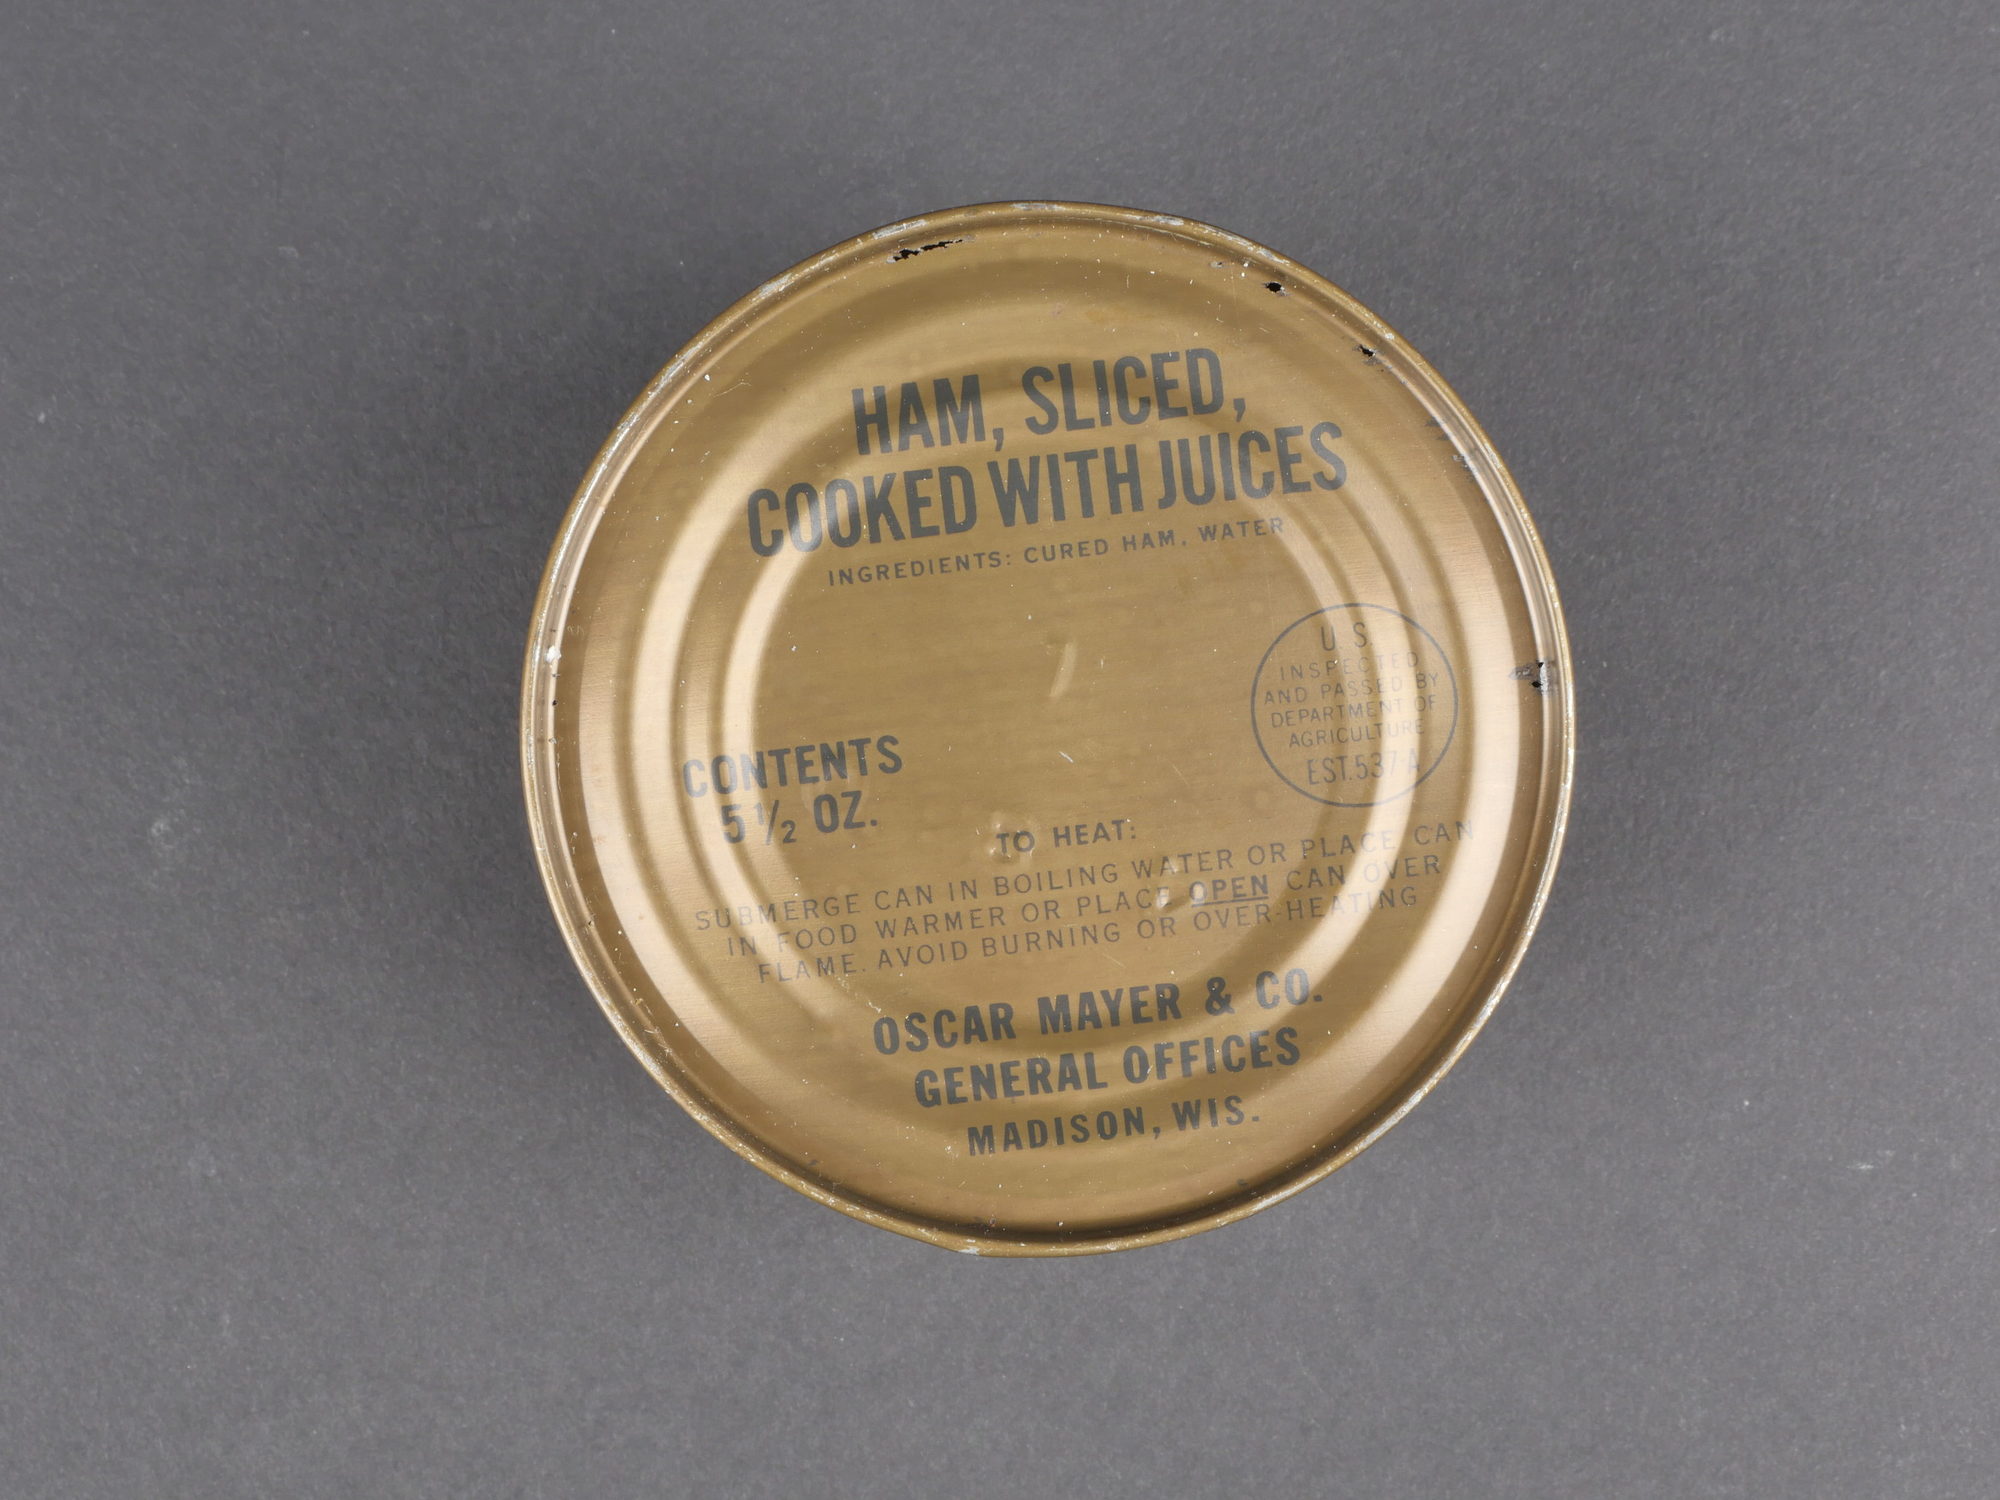 HAM, SLICED,
COOKED WITH JUICES
INGREDIENTS: CURED HAM, WATER
U. S.
INSPECTED
AND PASSED BY
DEPARTMENT OF
AGRICULTURE
EST. 537-A
CONTENTS
5 1/2 OZ.
TO HEAT:
SUBMERGE CAN IN BOILING WATER OR PLACE CAN
IN FOOD WARMER OR PLACE OPEN CAN OVER
FLAME. AVOID BURNING OR OVER-HEATING
OSCAR MAYER & CO.
GENERAL OFFICES
MADISON, WIS.